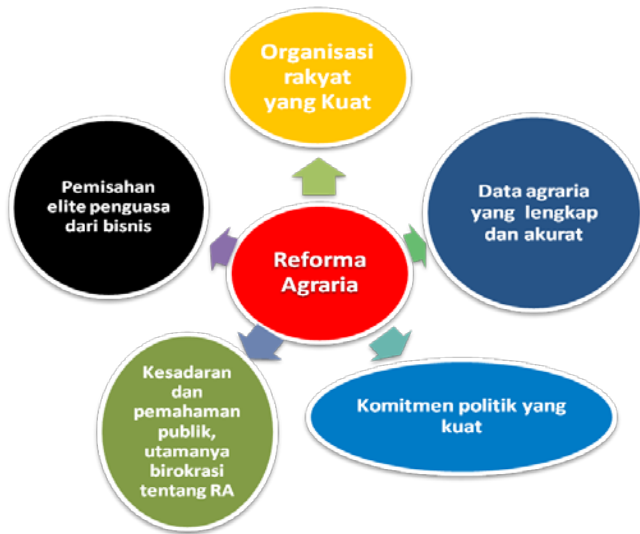 Organisasi
rakyat
yang Kuat
Pemisahan
elite penguasa
dari bisnis
Data agraria
yang lengkap
dan akurat
Reforma
Agraria
Kesadaran
dan
pemahaman
publik,
utamanya
birokrasi
tentang RA
Komitmen politik yang
kuat